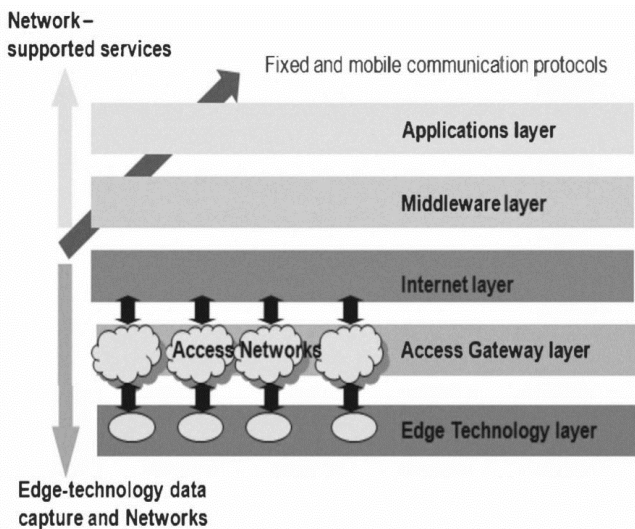 Network –
supported services
Fixed and mobile communication protocols
Applications layer
Middleware layer
Internet layer
Access Networks
Access Gateway layer
Edge Technology layer
Edge-technology data
capture and Networks